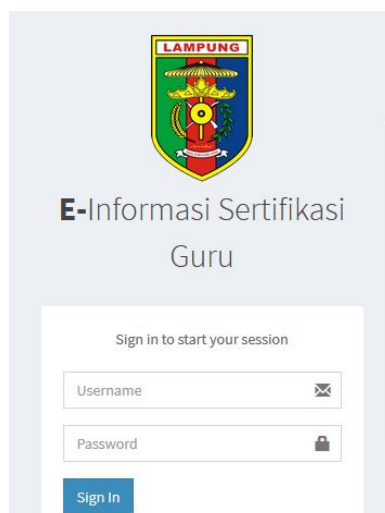 LAMPUNG
E-Informasi Sertifikasi
Guru
Sign in to start your session
Username
Password
Sign In